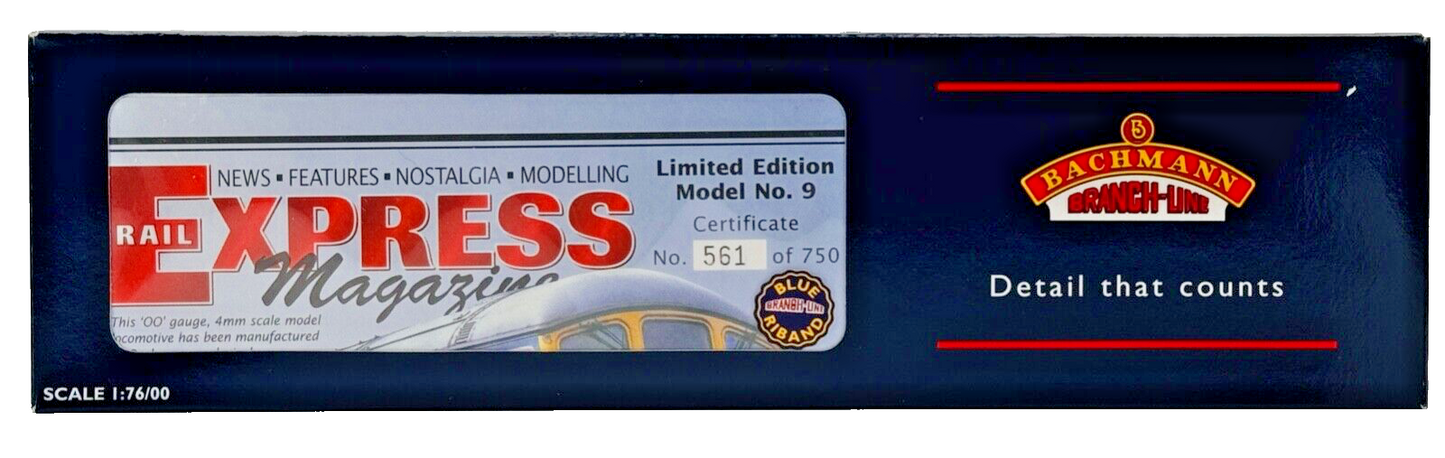 NEWS ▪ FEATURES ▪ NOSTALGIA ▪ MODELLING
RAIL EXPRESS
Magazine
This 'OO' gauge, 4mm scale model
locomotive has been manufactured
Limited Edition
Model No. 9
Certificate
No. 561 of 750
BLUE
BRANCH-LINE
RIBAND
SCALE 1:76/00
B
BACHMANN
BRANCH-LINE
Detail that counts